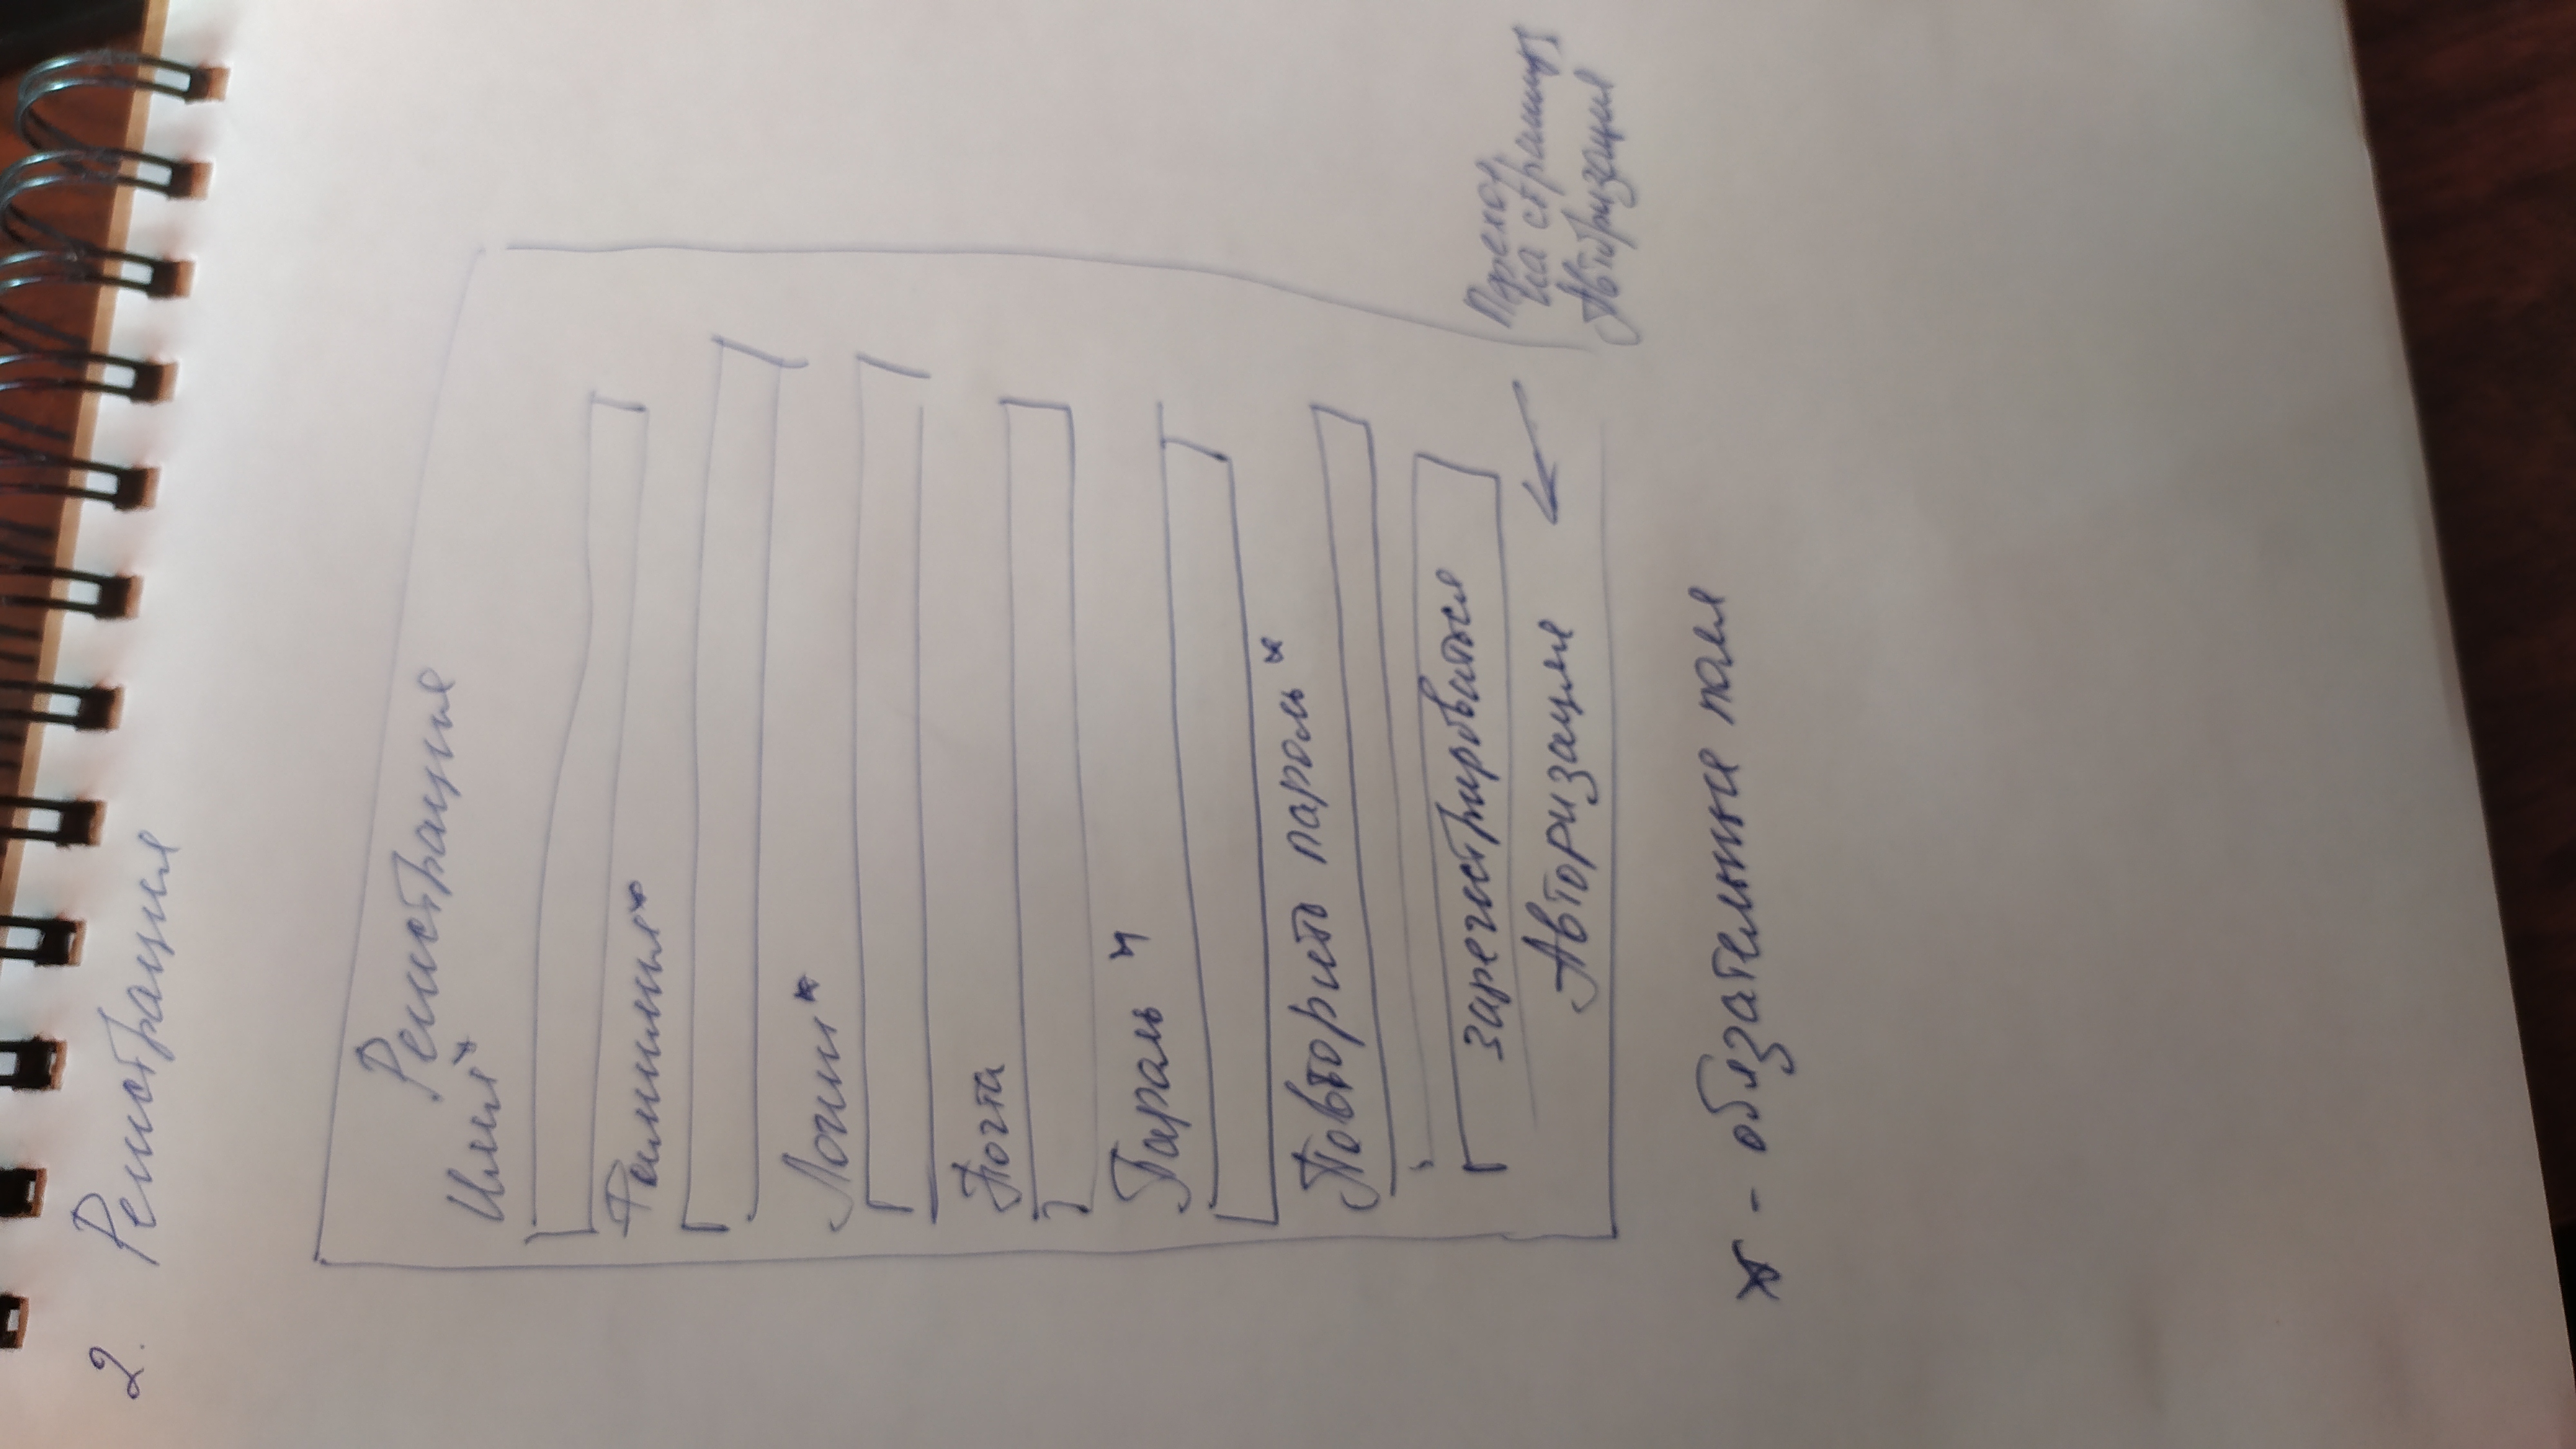 2. Регистрация
Регистрация
Имя*
Фамилия*
Логин*
Почта
Пароль *
Повторить пароль *
зарегистрироваться
Авторизация
Переход
на страницу
Авторизация
* - обязательные поля